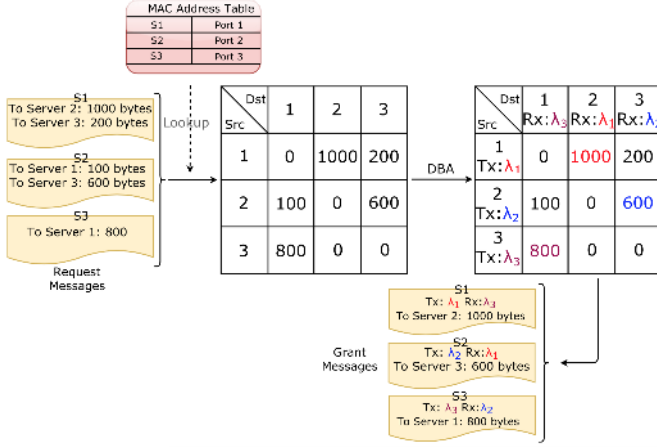 MAC Address Table
S1 Port 1
S2 Port 2
S3 Port 3
Lookup
S1
To Server 2: 1000 bytes
To Server 3: 200 bytes
S2
To Server 1: 100 bytes
To Server 3: 600 bytes
S3
To Server 1: 800
Request
Messages
Dst
Src
1 2 3
1 0 1000 200
2 100 0 600
3 800 0 0
DBA
Dst
Src
1 2 3
Rx:λ3 Rx:λ1 Rx:λ2
1
Tx:λ1 0 1000 200
2
Tx:λ2 100 0 600
3
Tx:λ3 800 0 0
Grant
Messages
S1
Tx: λ1 Rx:λ3
To Server 2: 1000 bytes
S2
Tx: λ2 Rx:λ1
To Server 3: 600 bytes
S3
Tx: λ3 Rx:λ2
To Server 1: 800 bytes